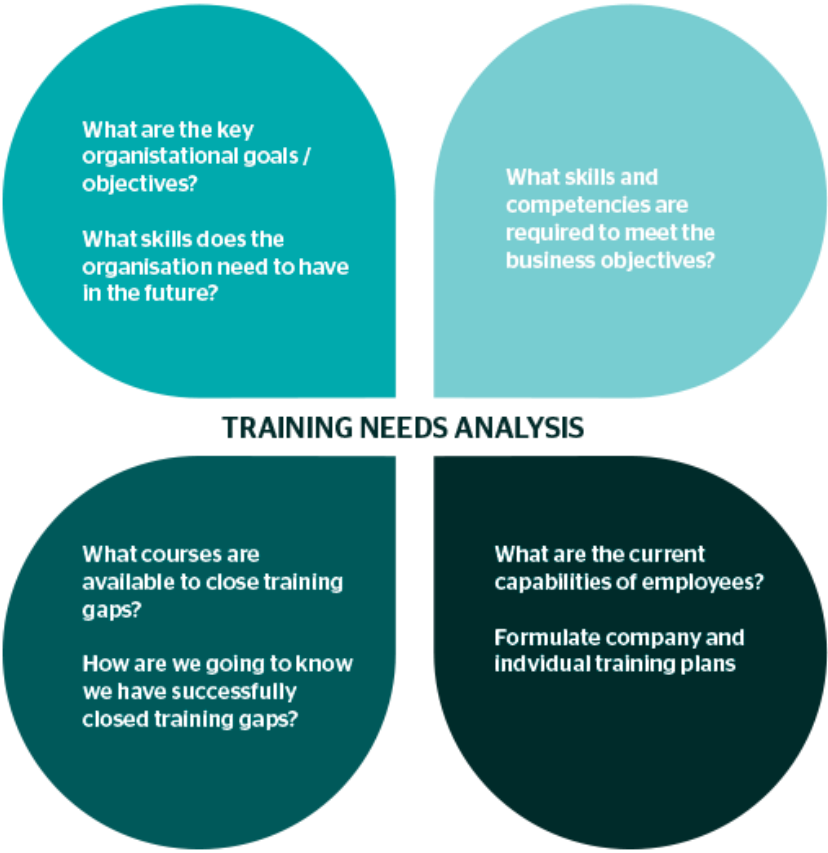 What are the key
organistational goals /
objectives?
What skills does the
organisation need to have
in the future?
What skills and
competencies are
required to meet the
business objectives?
TRAINING NEEDS ANALYSIS
What courses are
available to close training
gaps?
How are we going to know
we have successfully
closed training gaps?
What are the current
capabilities of employees?
Formulate company and
indvidual training plans